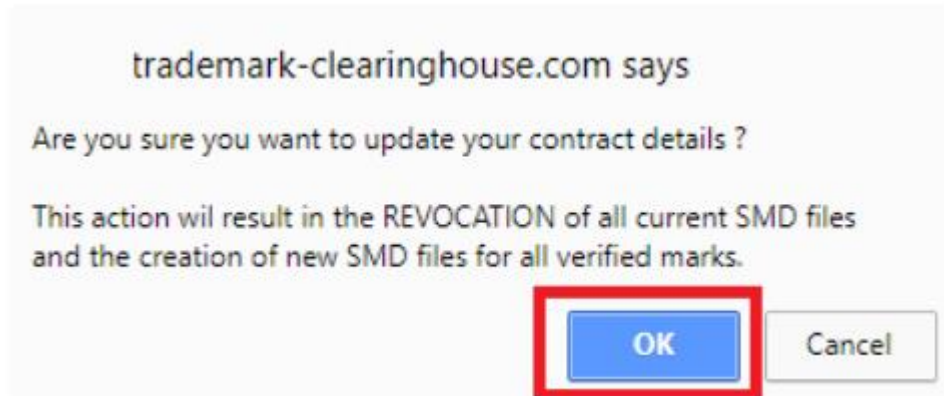 trademark-clearinghouse.com says
Are you sure you want to update your contract details ?
This action wil result in the REVOCATION of all current SMD files
and the creation of new SMD files for all verified marks.
OK Cancel